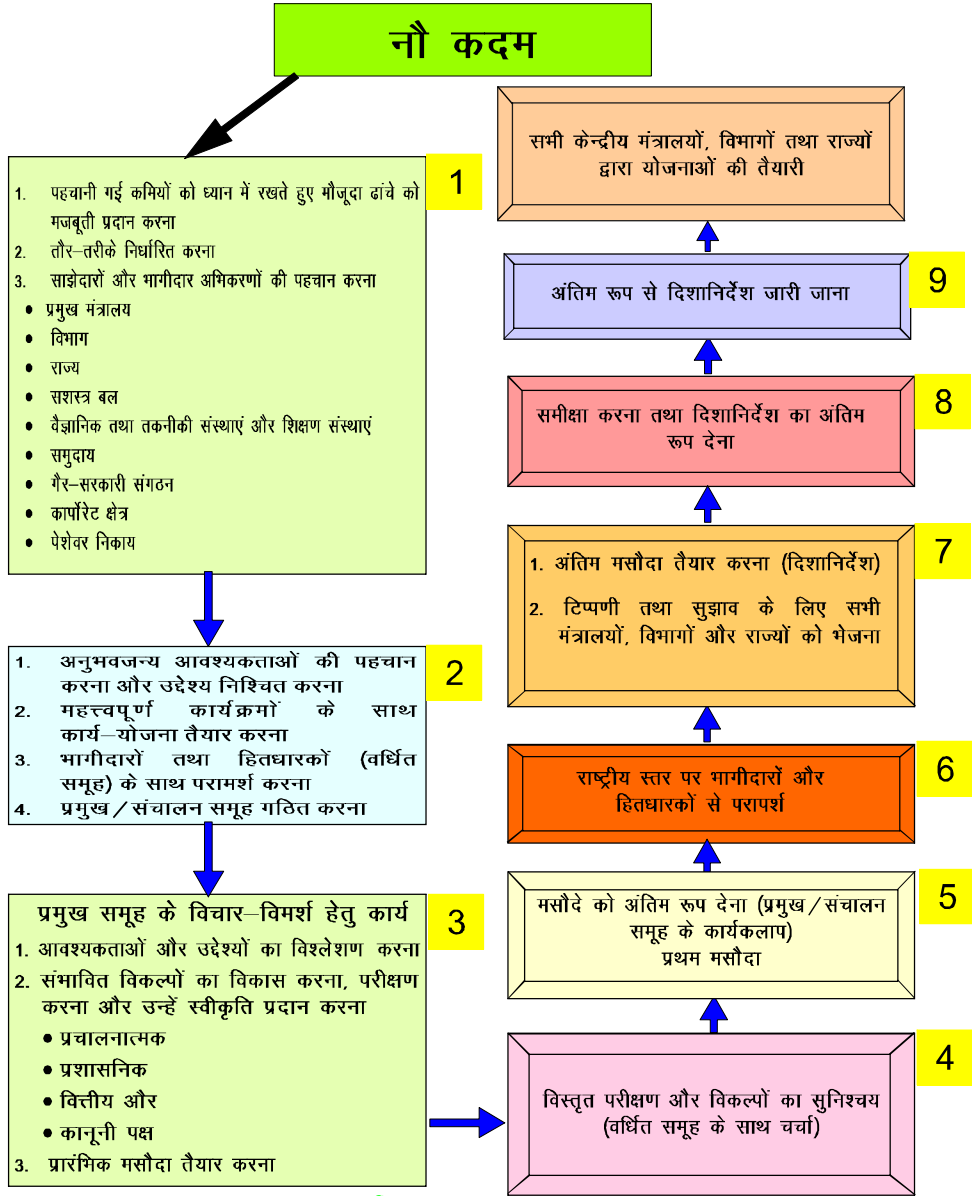 नौ कदम
1
1. पहचानी गई कमियों को ध्यान में रखते हुए मौजूदा ढांचे को
मजबूती प्रदान करना
2. तौर–तरीके निर्धारित करना
3. साझेदारों और भागीदार अभिकरणों की पहचान करना
• प्रमुख मंत्रालय
• विभाग
• राज्य
• सशस्त्र बल
• वैज्ञानिक तथा तकनीकी संस्थाएं और शिक्षण संस्थाएं
• समुदाय
• गैर–सरकारी संगठन
• कार्पोरेट क्षेत्र
• पेशेवर निकाय
2
1. अनुभवजन्य आवश्यकताओं की पहचान
करना और उद्देश्य निश्चित करना
2. महत्त्वपूर्ण कार्यक्रमों के साथ
कार्य–योजना तैयार करना
3. भागीदारों तथा हितधारकों (वर्धित
समूह) के साथ परामर्श करना
4. प्रमुख/संचालन समूह गठित करना
3
प्रमुख समूह के विचार–विमर्श हेतु कार्य
1. आवश्यकताओं और उद्देश्यों का विश्लेशण करना
2. संभावित विकल्पों का विकास करना, परीक्षण
करना और उन्हें स्वीकृति प्रदान करना
• प्रचालनात्मक
• प्रशासनिक
• वित्तीय और
• कानूनी पक्ष
3. प्रारंभिक मसौदा तैयार करना
4
विस्तृत परीक्षण और विकल्पों का सुनिश्चय
(वर्धित समूह के साथ चर्चा)
5
मसौदे को अंतिम रूप देना (प्रमुख/संचालन
समूह के कार्यकलाप)
प्रथम मसौदा
6
राष्ट्रीय स्तर पर भागीदारों और
हितधारकों से परापर्श
7
1. अंतिम मसौदा तैयार करना (दिशानिर्देश)
2. टिप्पणी तथा सुझाव के लिए सभी
मंत्रालयों, विभागों और राज्यों को भेजना
8
समीक्षा करना तथा दिशानिर्देश का अंतिम
रूप देना
9
अंतिम रूप से दिशानिर्देश जारी जाना
सभी केन्द्रीय मंत्रालयों, विभागों तथा राज्यों
द्वारा योजनाओं की तैयारी